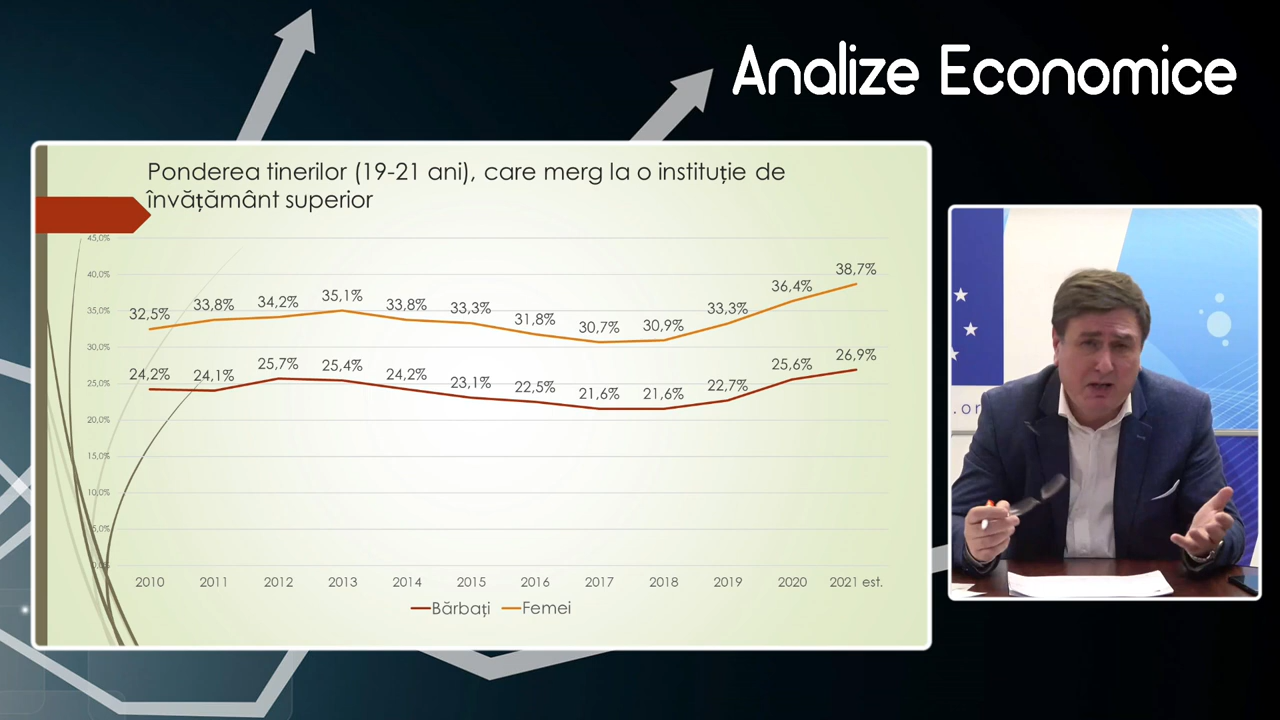 Analize Economice
Ponderea tinerilor (19-21 ani), care merg la o instituție de
învățământ superior
45,0%
40,0%
35,0%
30,0%
25,0%
20,0%
15,0%
10,0%
5,0%
0,0%
32,5% 33,8% 34,2% 35,1% 33,8% 33,3% 31,8% 30,7% 30,9% 33,3% 36,4% 38,7%
24,2% 24,1% 25,7% 25,4% 24,2% 23,1% 22,5% 21,6% 21,6% 22,7% 25,6% 26,9%
2010 2011 2012 2013 2014 2015 2016 2017 2018 2019 2020 2021 est.
Bărbați Femei